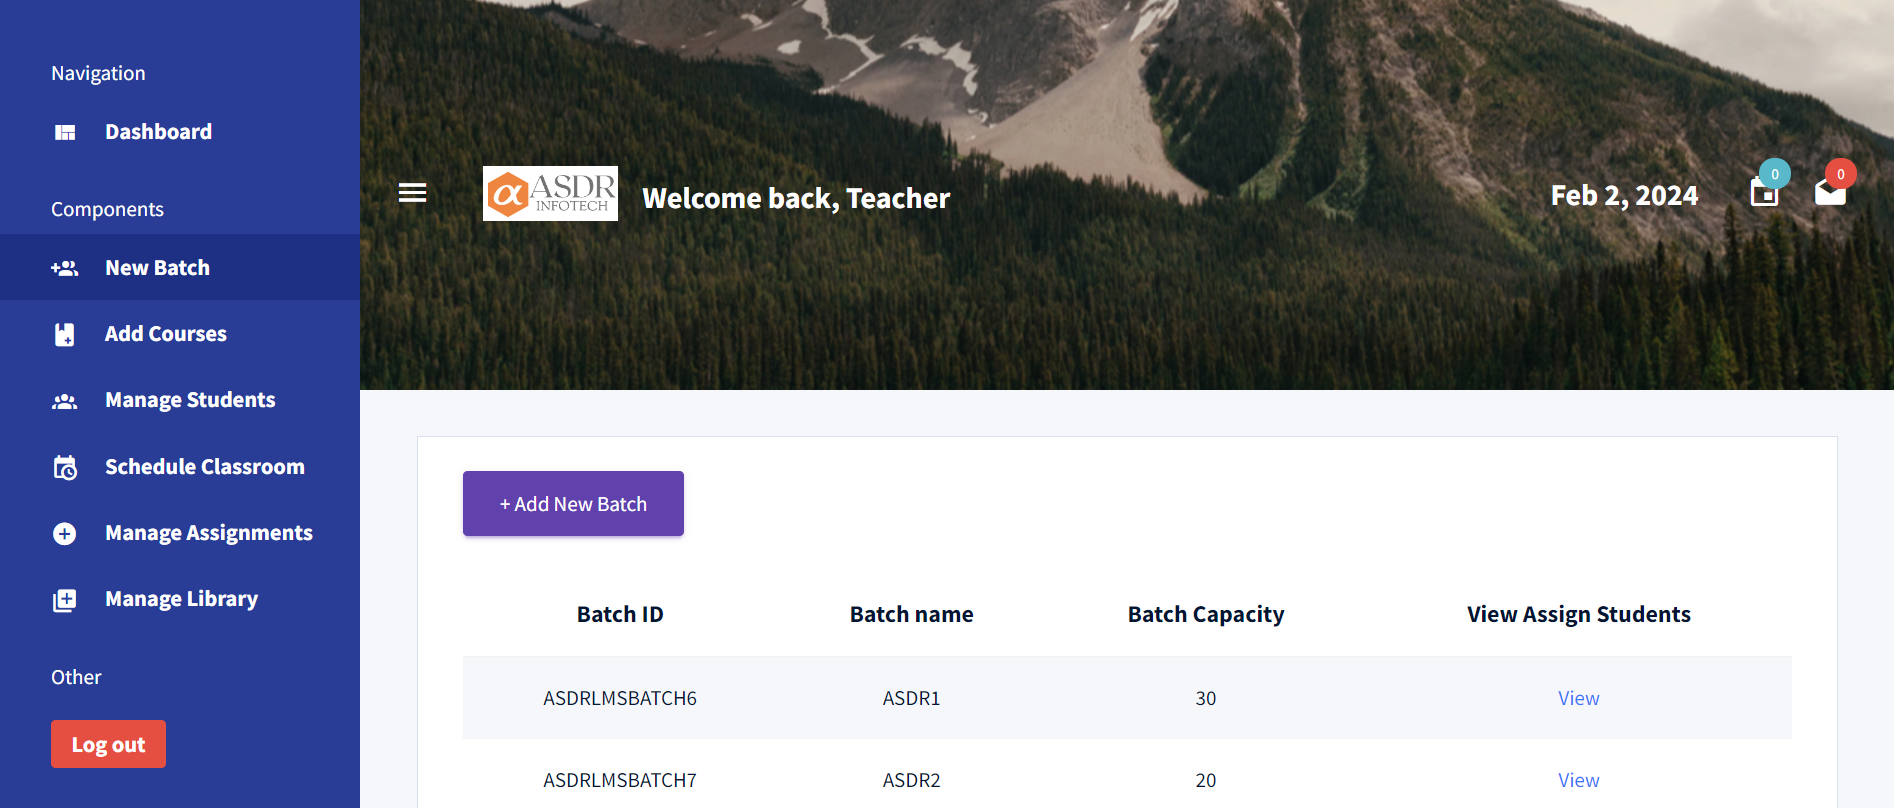 Navigation
Dashboard
Components
New Batch
Add Courses
Manage Students
Schedule Classroom
Manage Assignments
Manage Library
Other
Log out
α ASDR
INFOTECH
Welcome back, Teacher
Feb 2, 2024
0
0
+ Add New Batch
Batch ID Batch name Batch Capacity View Assign Students
ASDRLMSBATCH6 ASDR1 30 View
ASDRLMSBATCH7 ASDR2 20 View